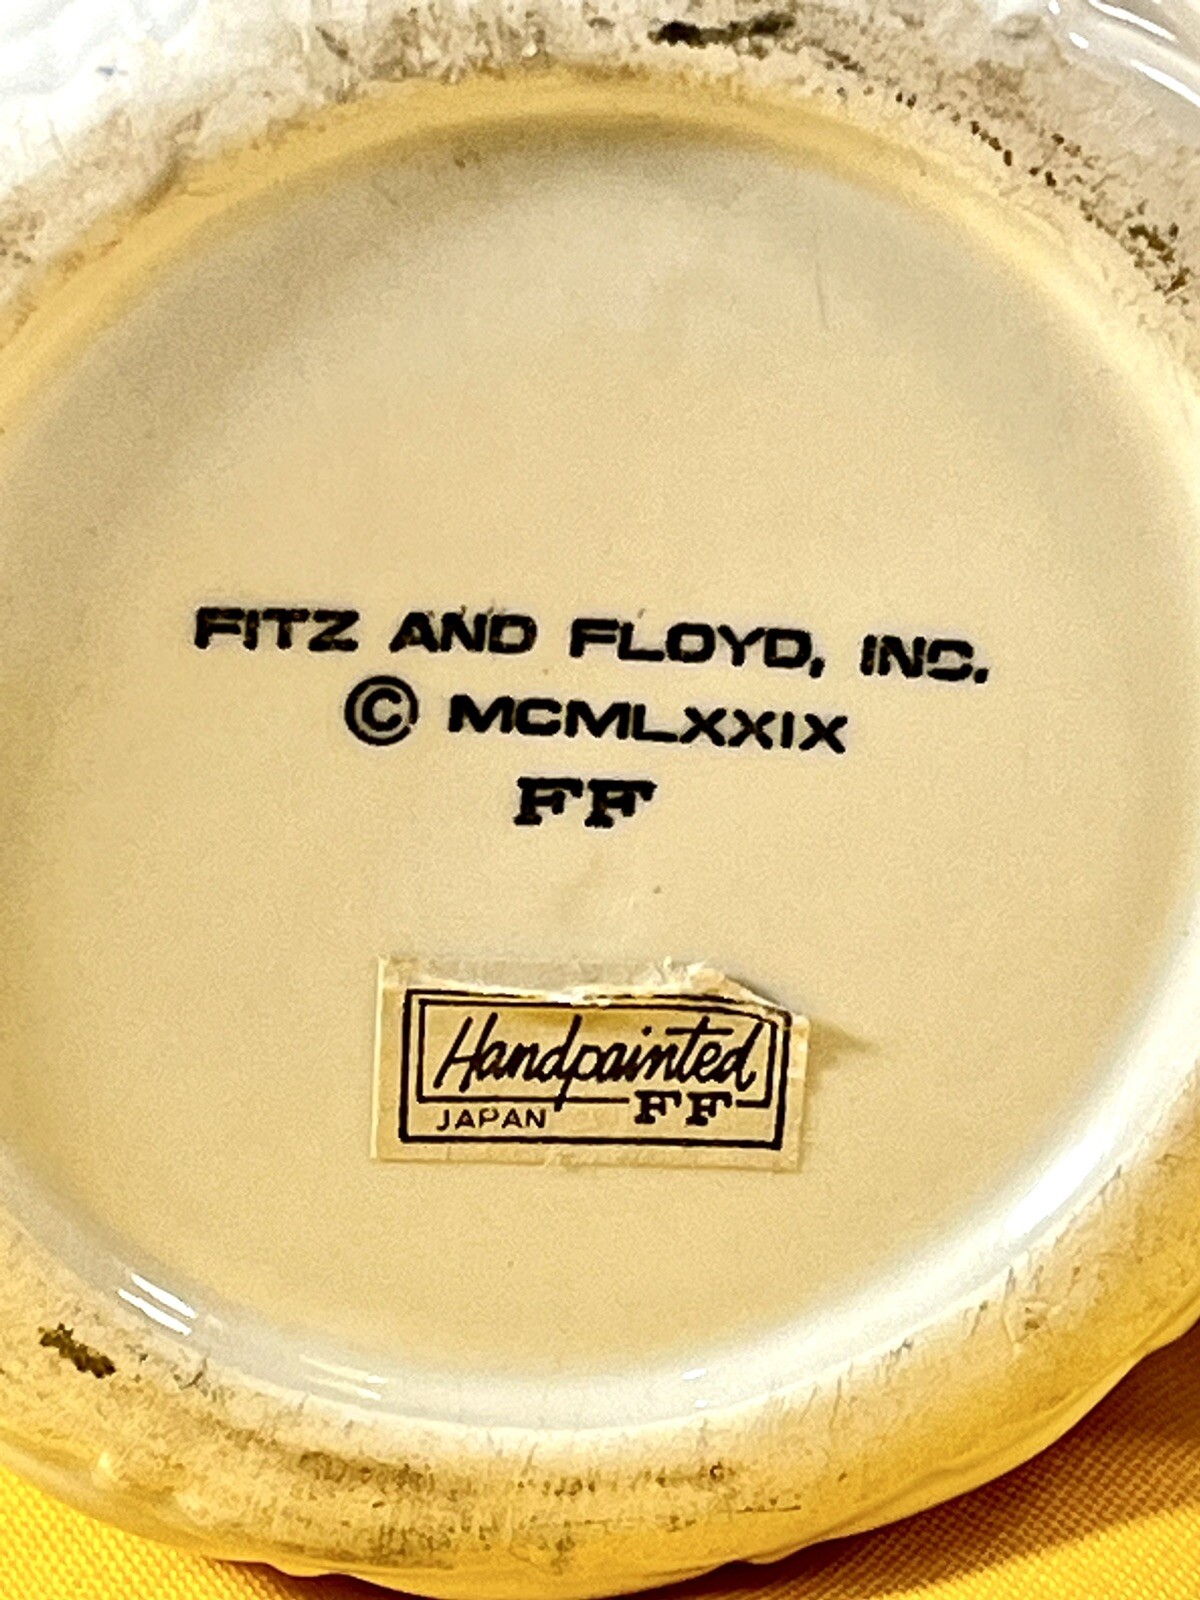 FITZ AND FLOYD, INC.
© MCMLXXIX
FF
Handpainted
JAPAN FF